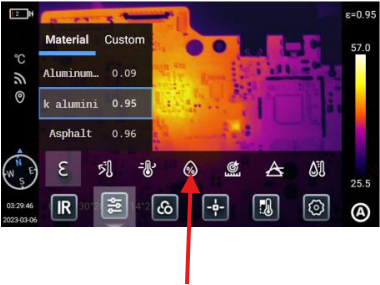 ε=0.95
Material Custom
57.0
°C
Aluminum... 0.09
k alumini 0.95
Asphalt 0.96
N
W E
S
ε
%
25.5
03:29:46
2023-03-06
IR
A